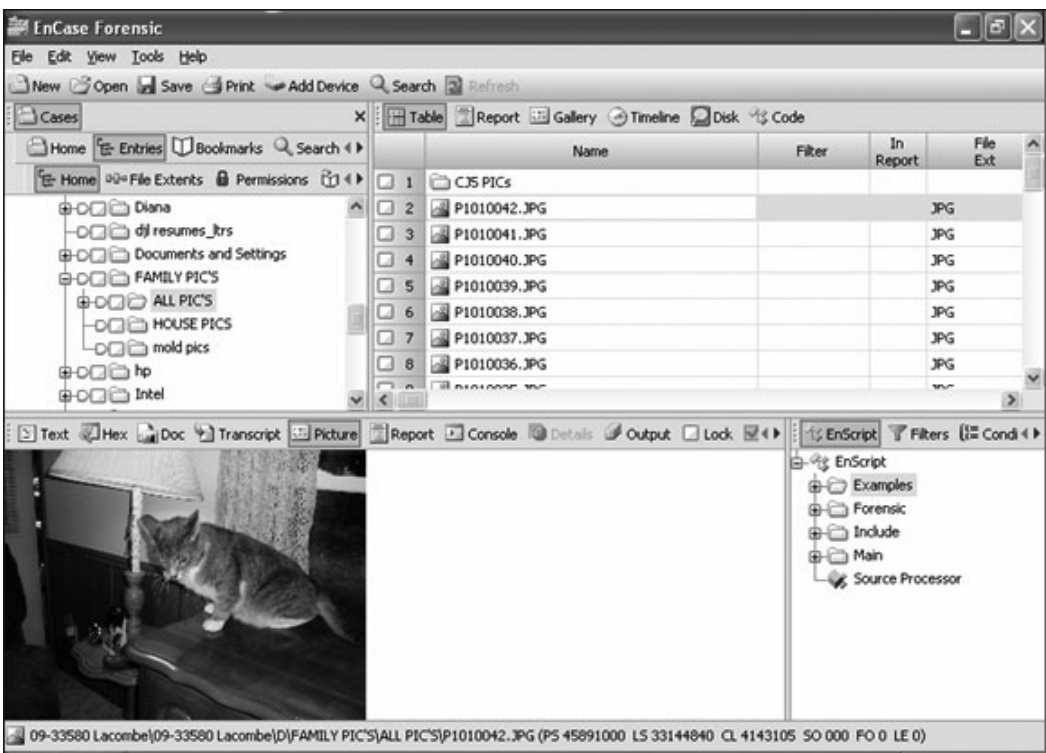 EnCase Forensic
File Edit View Tools Help
New Open Save Print Add Device Search Refresh
Cases
Home Entries Bookmarks Search
Home File Extents Permissions
Diana
djl resumes_ltrs
Documents and Settings
FAMILY PIC'S
ALL PIC'S
HOUSE PICS
mold pics
hp
Intel
Table Report Gallery Timeline Disk Code
Name Filter In Report File Ext
1 CJ5 PICs
2 P1010042.JPG JPG
3 P1010041.JPG JPG
4 P1010040.JPG JPG
5 P1010039.JPG JPG
6 P1010038.JPG JPG
7 P1010037.JPG JPG
8 P1010036.JPG JPG
Text Hex Doc Transcript Picture Report Console Details Output Lock
EnScript Filters Condi
EnScript
Examples
Forensic
Include
Main
Source Processor
09-33580 Lacombe\09-33580 Lacombe\D\FAMILY PIC'S\ALL PIC'S\P1010042.JPG (PS 45891000 LS 33144840 CL 4143105 SO 000 FO 0 LE 0)